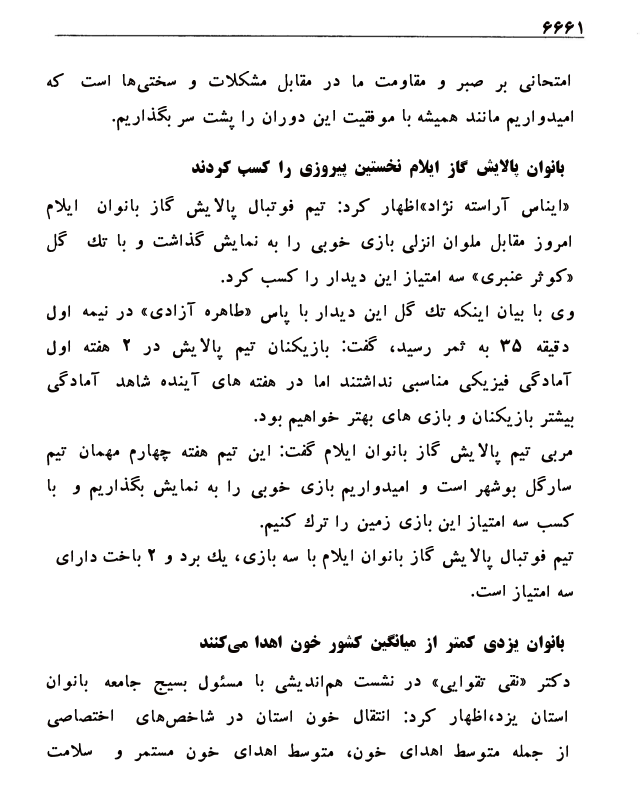 ۶۶۶۱
امتحانی بر صبر و مقاومت ما در مقابل مشکلات و سختی‌ها است که
امیدواریم مانند همیشه با موفقیت این دوران را پشت سر بگذاریم.
بانوان پالایش گاز ایلام نخستین پیروزی را کسب کردند
«ایناس آراسته نژاد»اظهار کرد: تیم فوتبال پالایش گاز بانوان ایلام
امروز مقابل ملوان انزلی بازی خوبی را به نمایش گذاشت و با تك گل
«کوثر عنبری» سه امتیاز این دیدار را کسب کرد.
وی با بیان اینکه تك گل این دیدار با پاس «طاهره آزادی» در نیمه اول
دقیقه ۳۵ به ثمر رسید، گفت: بازیکنان تیم پالایش در ۲ هفته اول
آمادگی فیزیکی مناسبی نداشتند اما در هفته های آینده شاهد آمادگی
بیشتر بازیکنان و بازی های بهتر خواهیم بود.
مربی تیم پالایش گاز بانوان ایلام گفت: این تیم هفته چهارم مهمان تیم
سارگل بوشهر است و امیدواریم بازی خوبی را به نمایش بگذاریم و با
کسب سه امتیاز این بازی زمین را ترك کنیم.
تیم فوتبال پالایش گاز بانوان ایلام با سه بازی، یك برد و ۲ باخت دارای
سه امتیاز است.
بانوان یزدی کمتر از میانگین کشور خون اهدا می‌کنند
دکتر «نقی تقوایی» در نشست هم‌اندیشی با مسئول بسیج جامعه بانوان
استان یزد،اظهار کرد: انتقال خون استان در شاخص‌های اختصاصی
از جمله متوسط اهدای خون، متوسط اهدای خون مستمر و سلامت